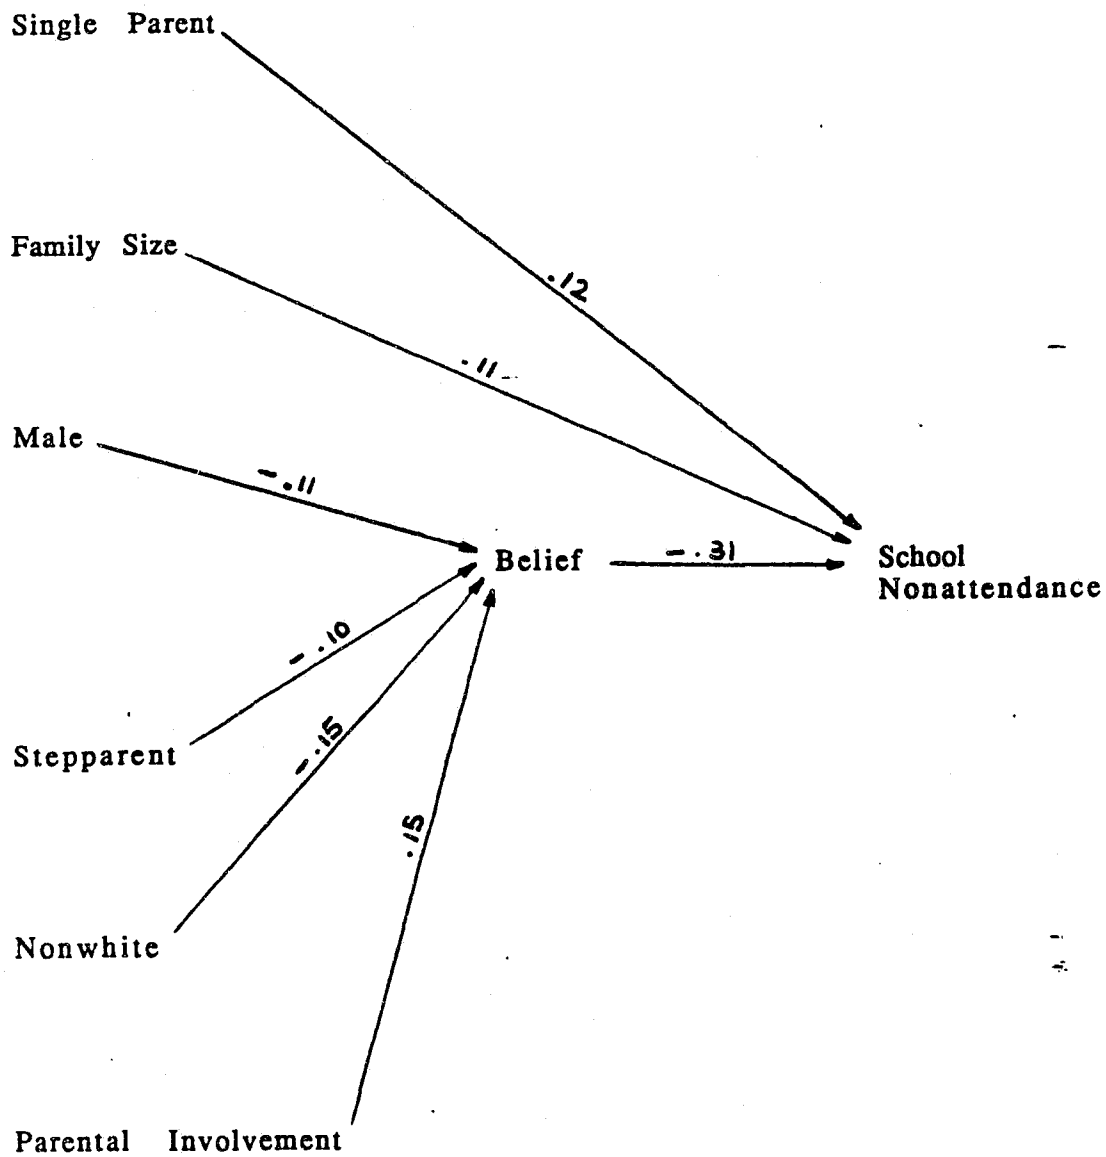 Single Parent
Family Size
.12
.11
Male
-.11
Belief
-.31
School
Nonattendance
-.10
Stepparent
-.15
.15
Nonwhite
Parental Involvement